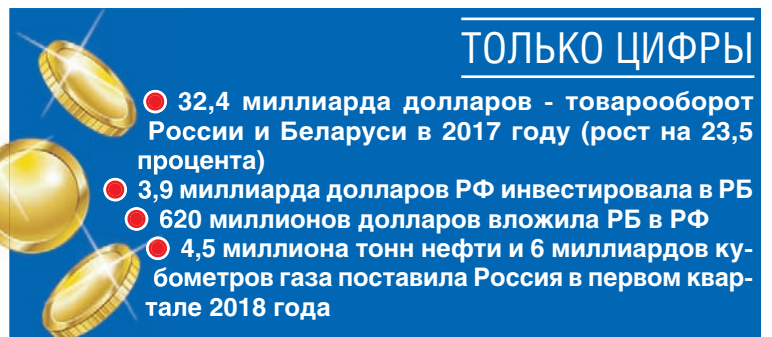 ТОЛЬКО ЦИФРЫ
32,4 миллиарда долларов - товарооборот
России и Беларуси в 2017 году (рост на 23,5
процента)
3,9 миллиарда долларов РФ инвестировала в РБ
620 миллионов долларов вложила РБ в РФ
4,5 миллиона тонн нефти и 6 миллиардов ку-
бометров газа поставила Россия в первом квар-
тале 2018 года